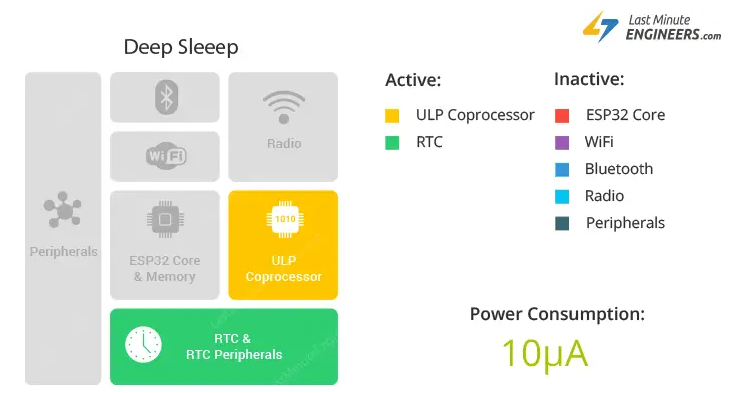 Last Minute
ENGINEERS.com
Deep Sleeep
WiFi
Radio
Peripherals
ESP32 Core
& Memory
1010
ULP
Coprocessor
RTC &
RTC Peripherals
Active:
ULP Coprocessor
RTC
Inactive:
ESP32 Core
WiFi
Bluetooth
Radio
Peripherals
Power Consumption:
10µA